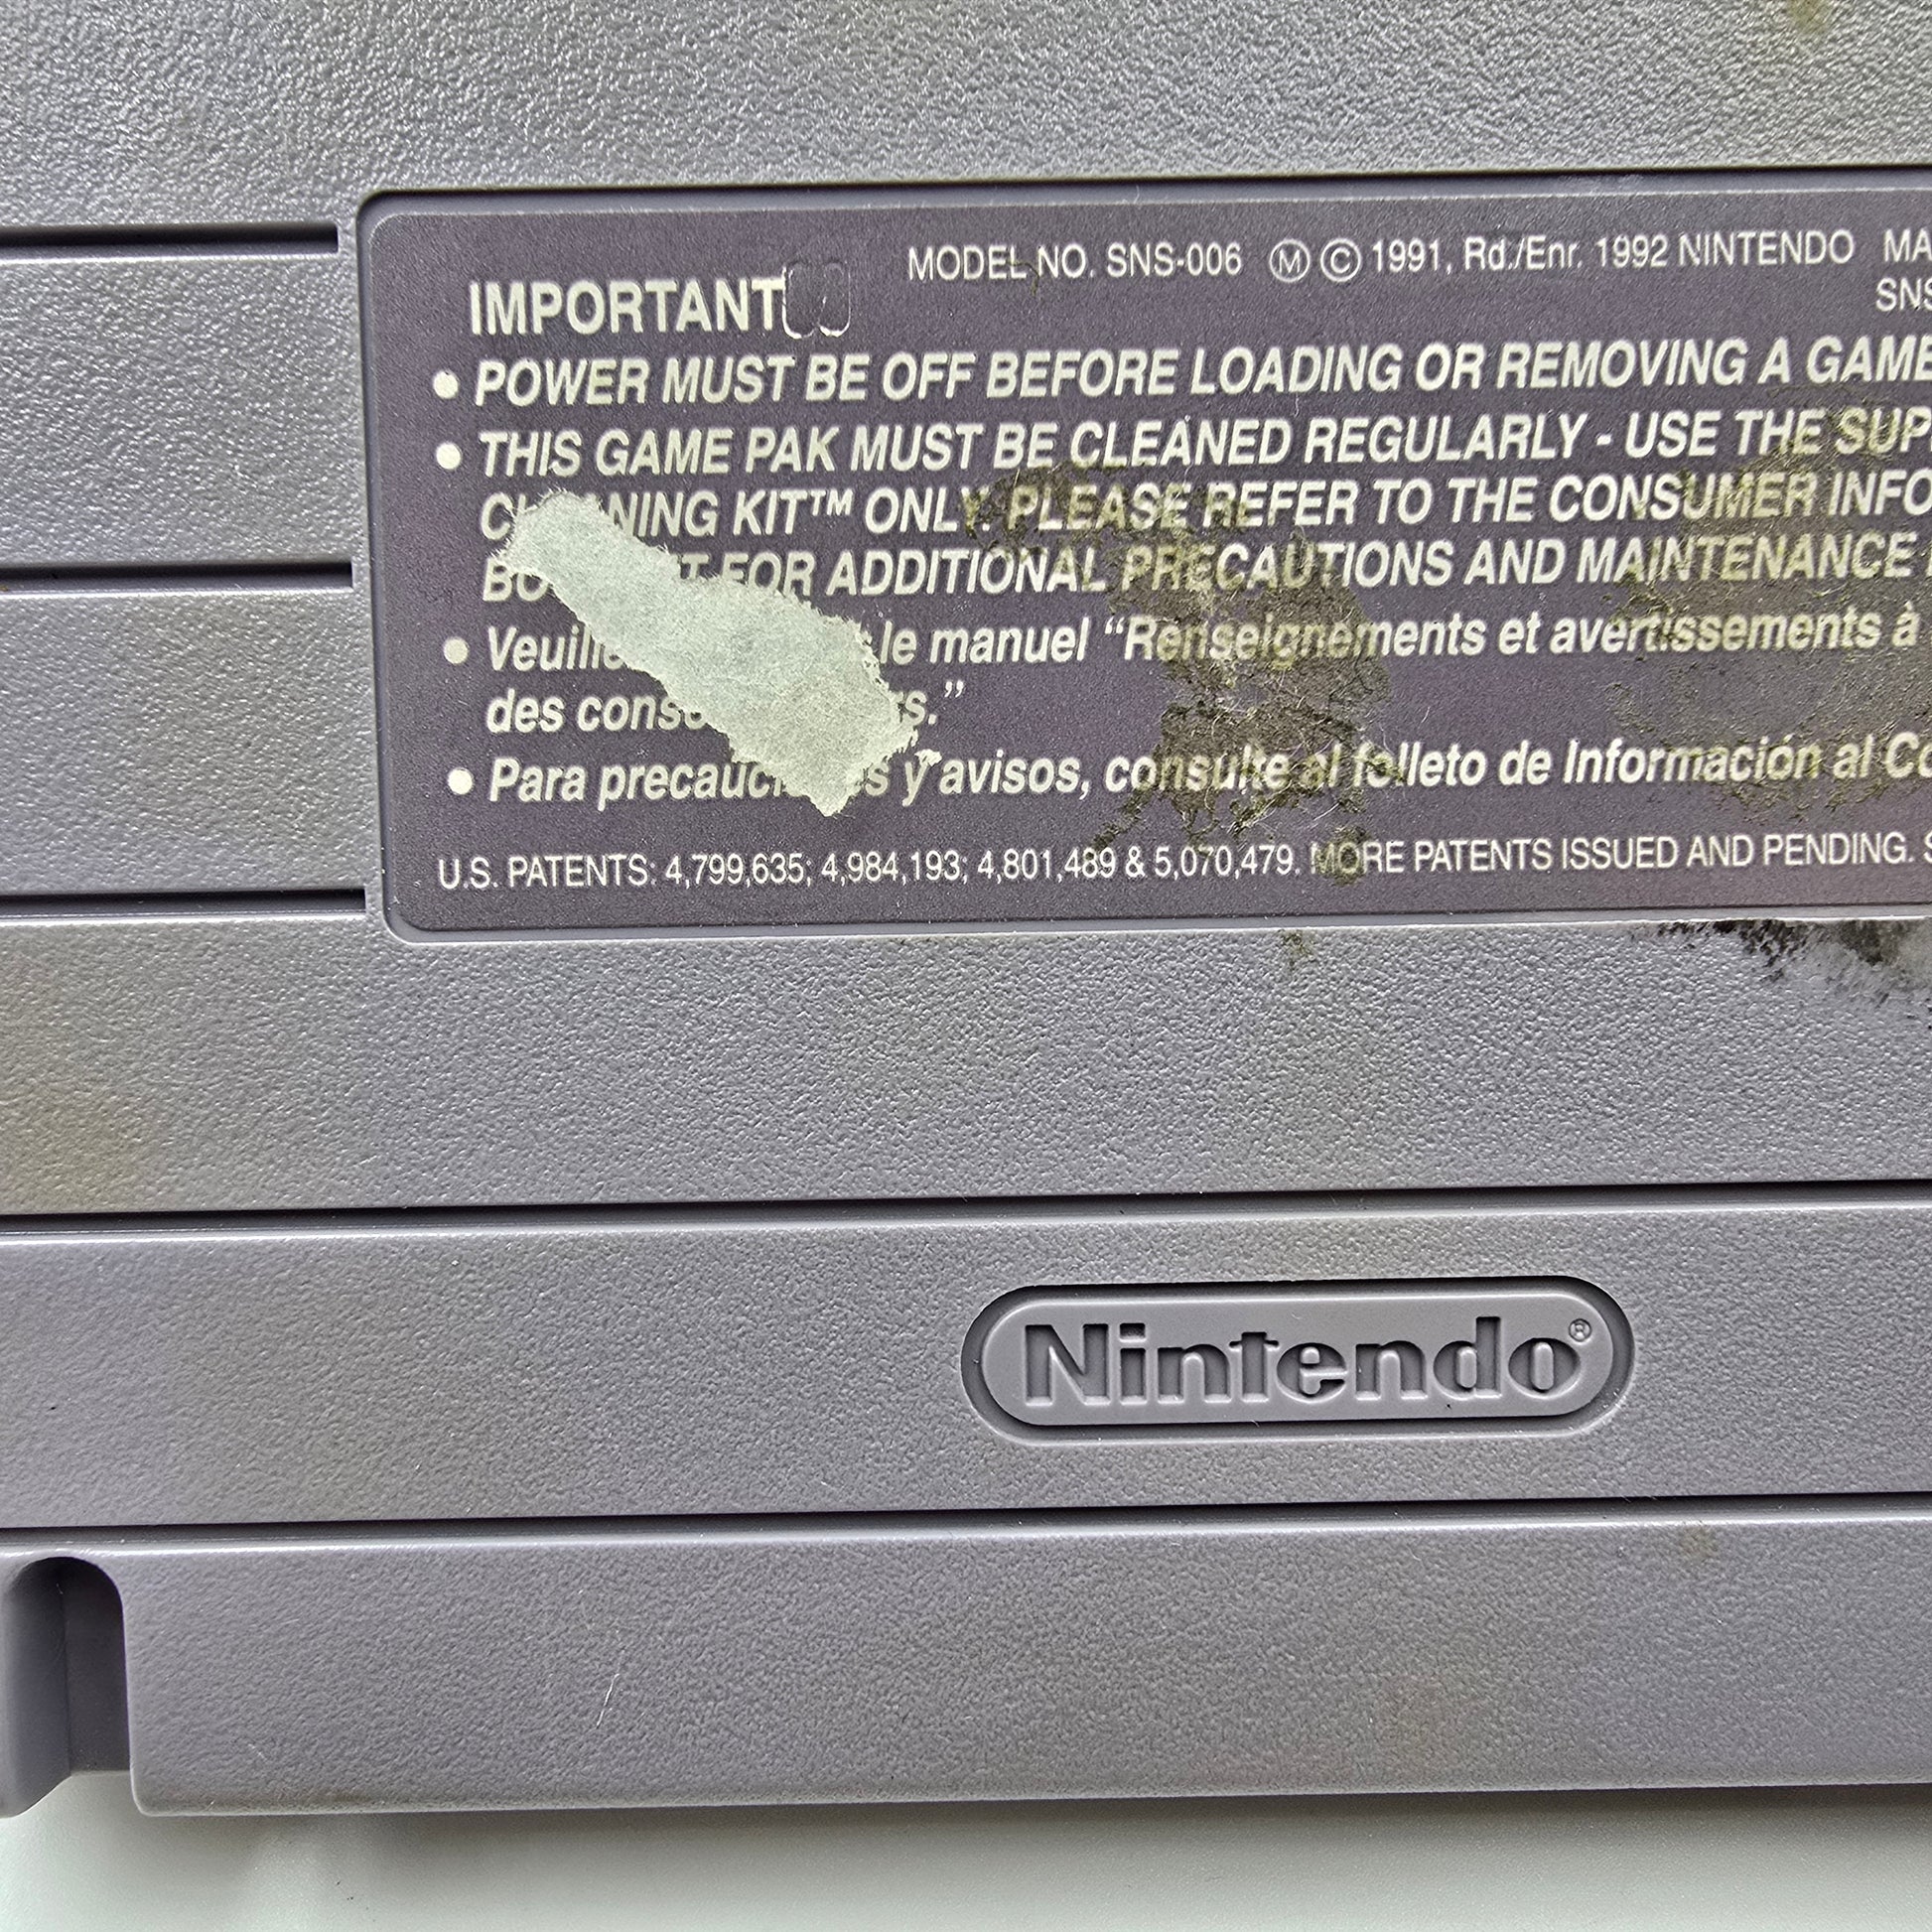 MODEL NO. SNS-006 Ⓜ © 1991, Rd./Enr. 1992 NINTENDO
SNS
IMPORTANT
• POWER MUST BE OFF BEFORE LOADING OR REMOVING A GAME
• THIS GAME PAK MUST BE CLEANED REGULARLY - USE THE
KIT™ ONLY. PLEASE REFER TO THE CONSUMER
FOR ADDITIONAL PRECAUTIONS AND MAINTENANCE
• le manuel “Renseignements et avertissements à
des
• Para y avisos, consulte al folleto de Información al
U.S. PATENTS: 4,799,635; 4,984,193; 4,801,489 & 5,070,479. MORE PATENTS ISSUED AND PENDING.
Nintendo®